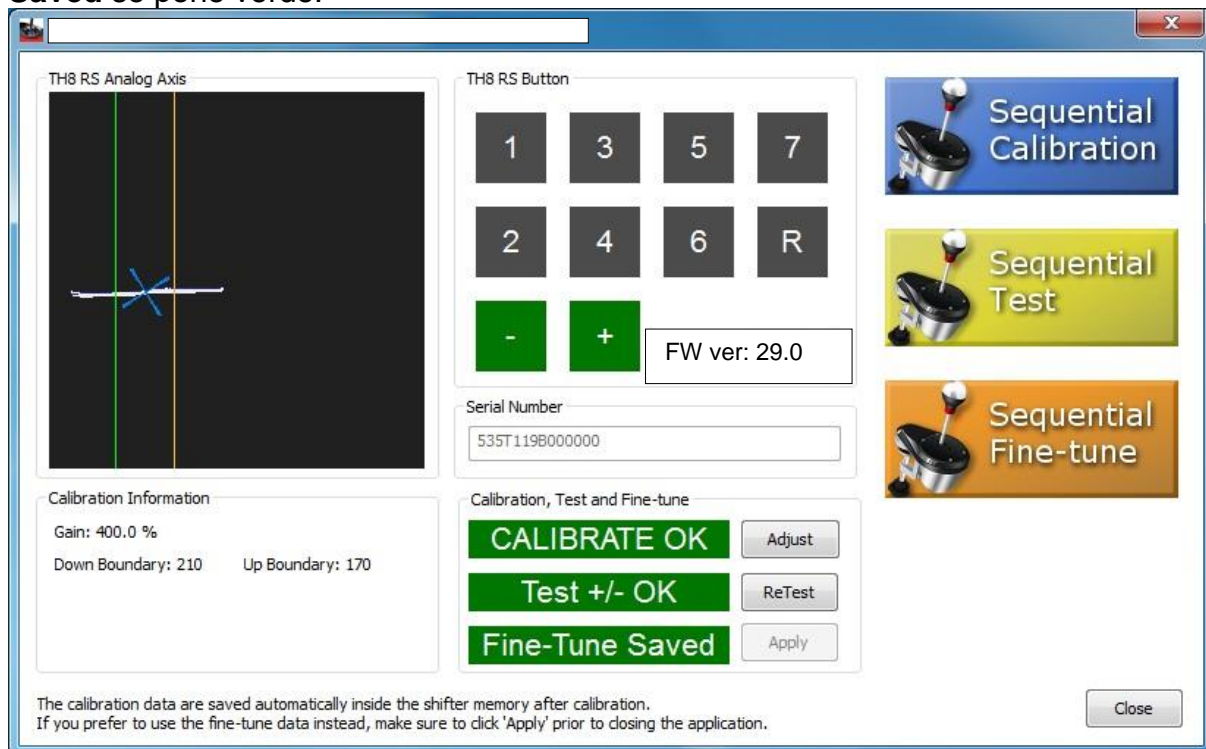 Saved se pone verde.
x
TH8 RS Analog Axis
TH8 RS Button
1 3 5 7
2 4 6 R
- +
FW ver: 29.0
Serial Number
535T119B000000
Sequential
Calibration
Sequential
Test
Sequential
Fine-tune
Calibration Information
Gain: 400.0 %
Down Boundary: 210 Up Boundary: 170
Calibration, Test and Fine-tune
CALIBRATE OK Adjust
Test +/- OK ReTest
Fine-Tune Saved Apply
The calibration data are saved automatically inside the shifter memory after calibration.
If you prefer to use the fine-tune data instead, make sure to click 'Apply' prior to closing the application.
Close